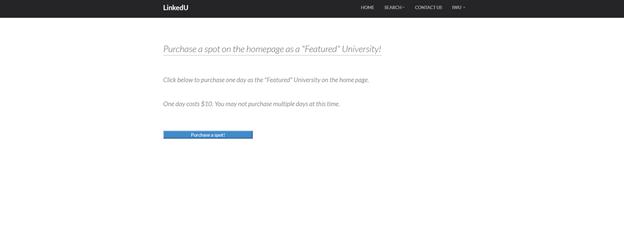 LinkedU
HOME SEARCH CONTACT US IWU
Purchase a spot on the homepage as a "Featured" University!
Click below to purchase one day as the "Featured" University on the home page.
One day costs $10. You may not purchase multiple days at this time.
Purchase a spot!